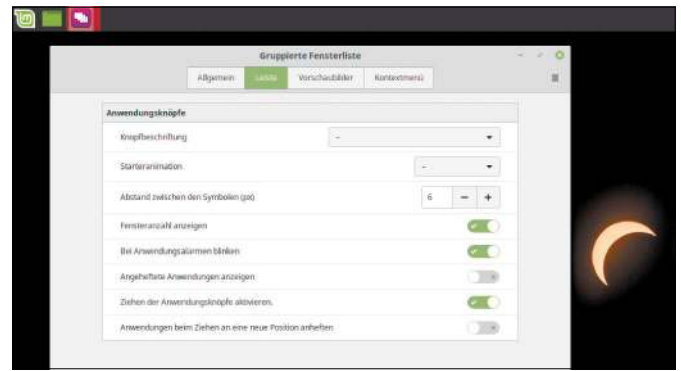 Gruppierte Fensterliste
Allgemein Leiste Vorschaubilder Kontextmenü
Anwendungsknöpfe
Knopfbeschriftung -
Starteranimation -
Abstand zwischen den Symbolen (px) 6 - +
Fensteranzahl anzeigen
Bei Anwendungsalarmen blinken
Angeheftete Anwendungen anzeigen
Ziehen der Anwendungsknöpfe aktivieren.
Anwendungen beim Ziehen an eine neue Position anheften